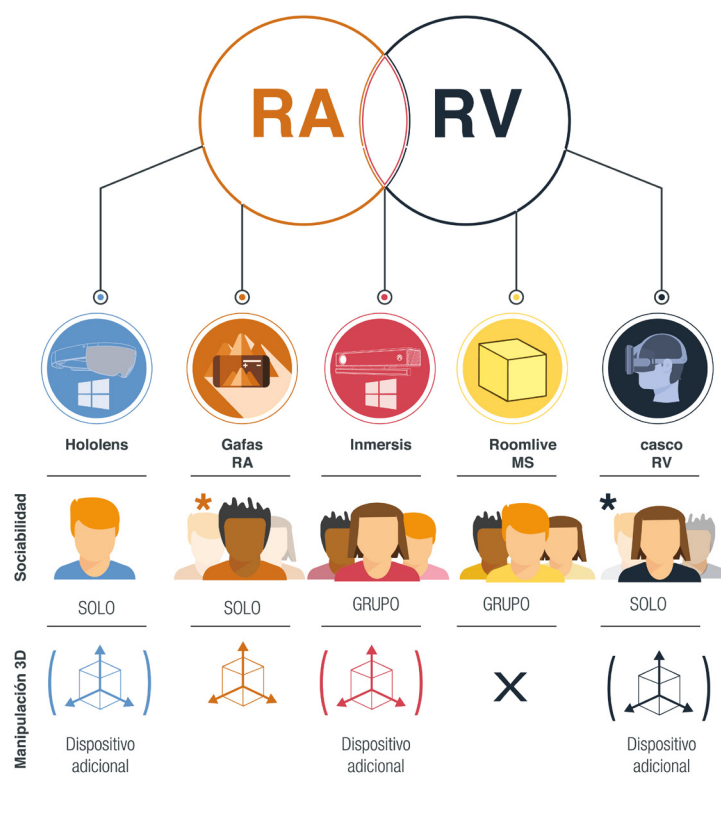 RA
RV
Hololens
Gafas
RA
Inmersis
Roomlive
MS
casco
RV
Sociabilidad
*
*
SOLO
SOLO
GRUPO
GRUPO
SOLO
Manipulación 3D
X
Dispositivo
adicional
Dispositivo
adicional
Dispositivo
adicional